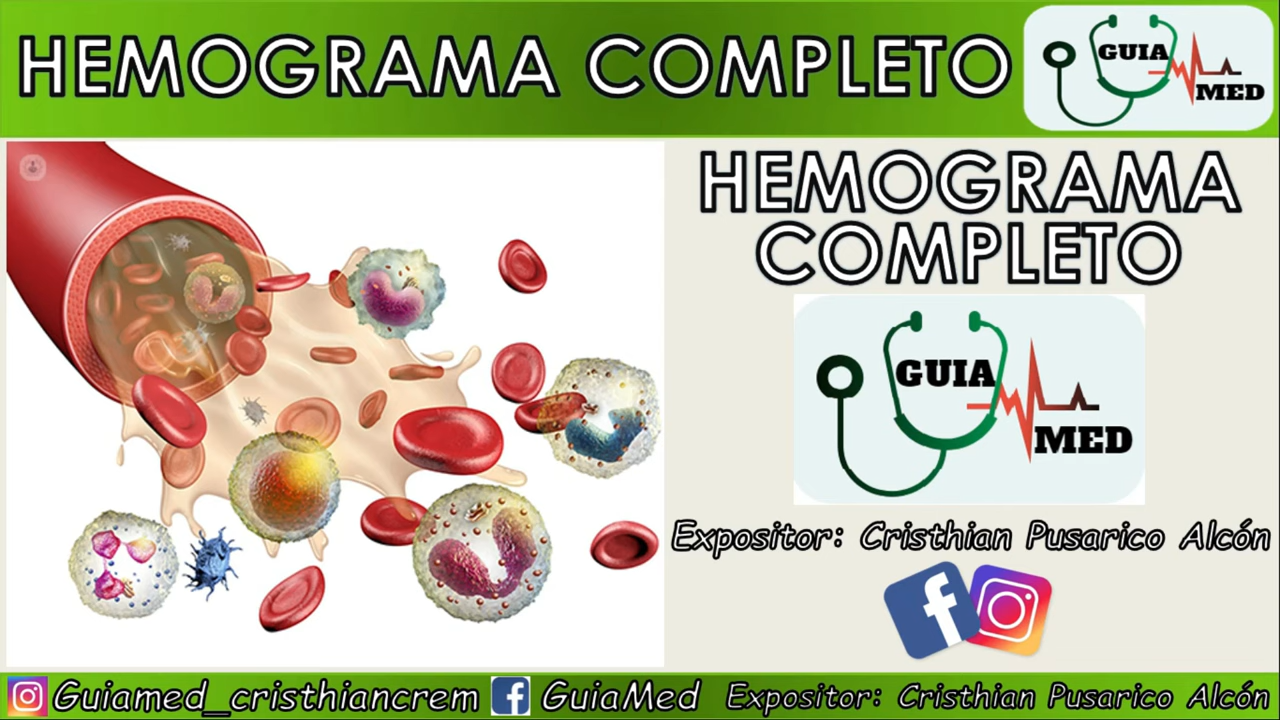 HEMOGRAMA COMPLETO
GUIA
MED
HEMOGRAMA
COMPLETO
GUIA
MED
Expositor: Cristhian Pusarico Alcón
Guiamed_cristhiancrem GuiaMed Expositor: Cristhian Pusarico Alcón